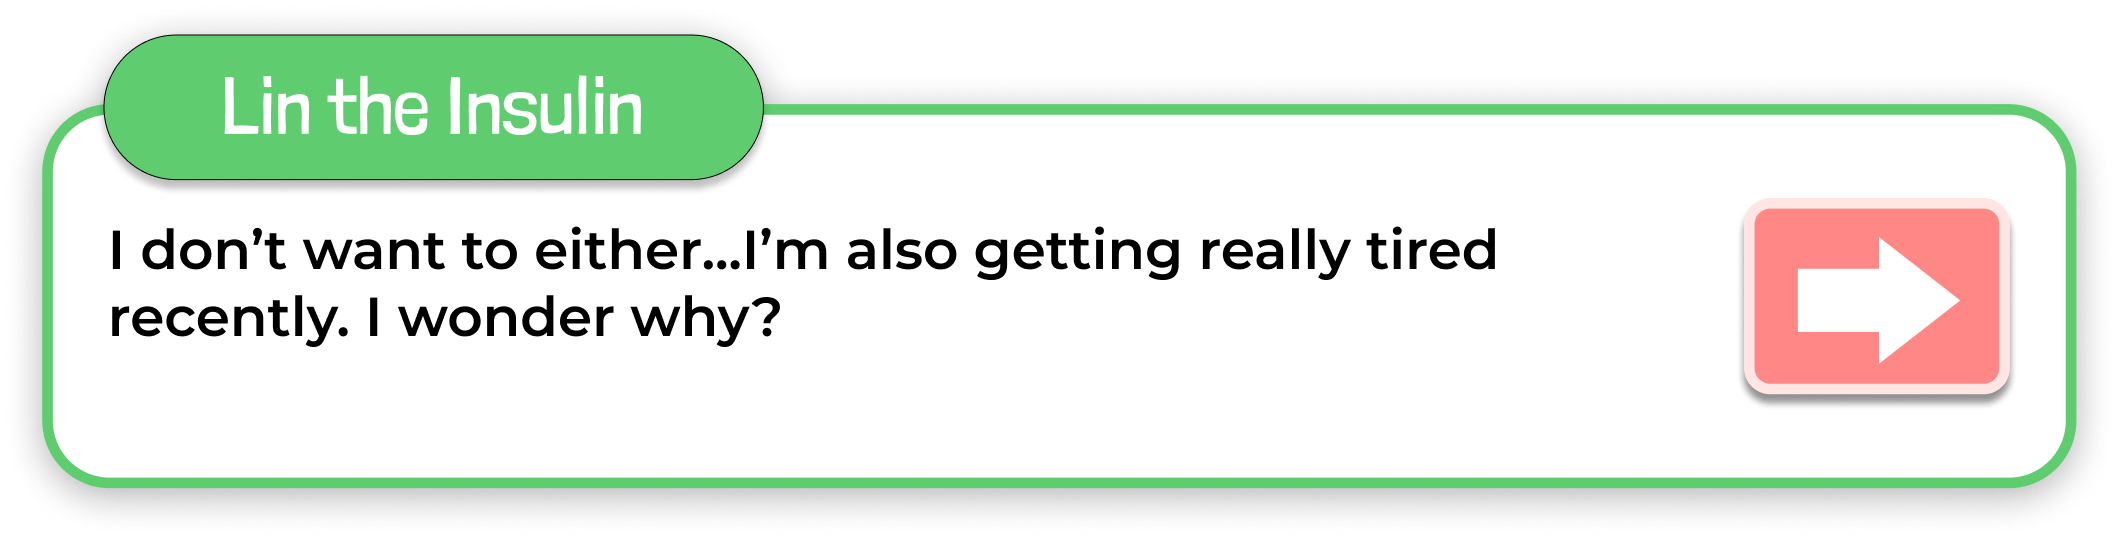 Lin the Insulin
I don’t want to either...I’m also getting really tired
recently. I wonder why?